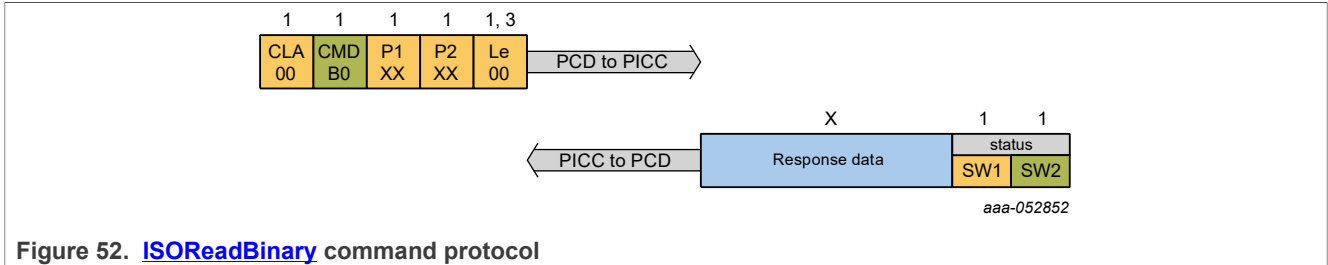 1 1 1 1 1, 3
CLA CMD P1 P2 Le
00 B0 XX XX 00
PCD to PICC
X 1 1
status
PICC to PCD
Response data
SW1 SW2
aaa-052852
Figure 52. ISOReadBinary command protocol